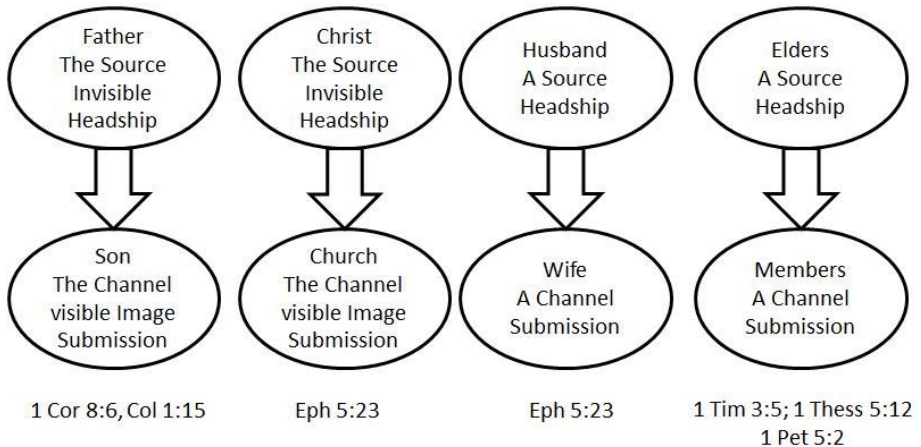 Father
The Source
Invisible
Headship
Christ
The Source
Invisible
Headship
Husband
A Source
Headship
Elders
A Source
Headship
Son
The Channel
visible Image
Submission
Church
The Channel
visible Image
Submission
Wife
A Channel
Submission
Members
A Channel
Submission
1 Cor 8:6, Col 1:15
Eph 5:23
Eph 5:23
1 Tim 3:5; 1 Thess 5:12
1 Pet 5:2